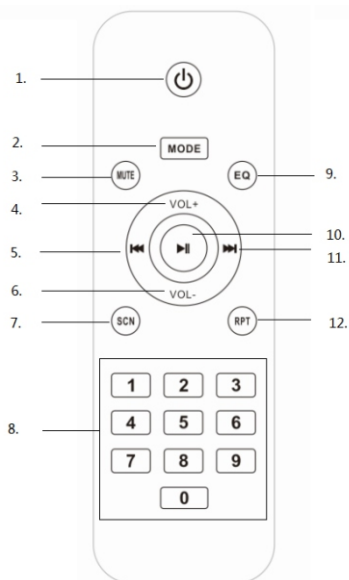 1.
2.
MODE
3.
MUTE
EQ
9.
4.
VOL+
10.
5.
11.
6.
VOL-
7.
SCN
RPT
12.
1 2 3
4 5 6
8.
7 8 9
0